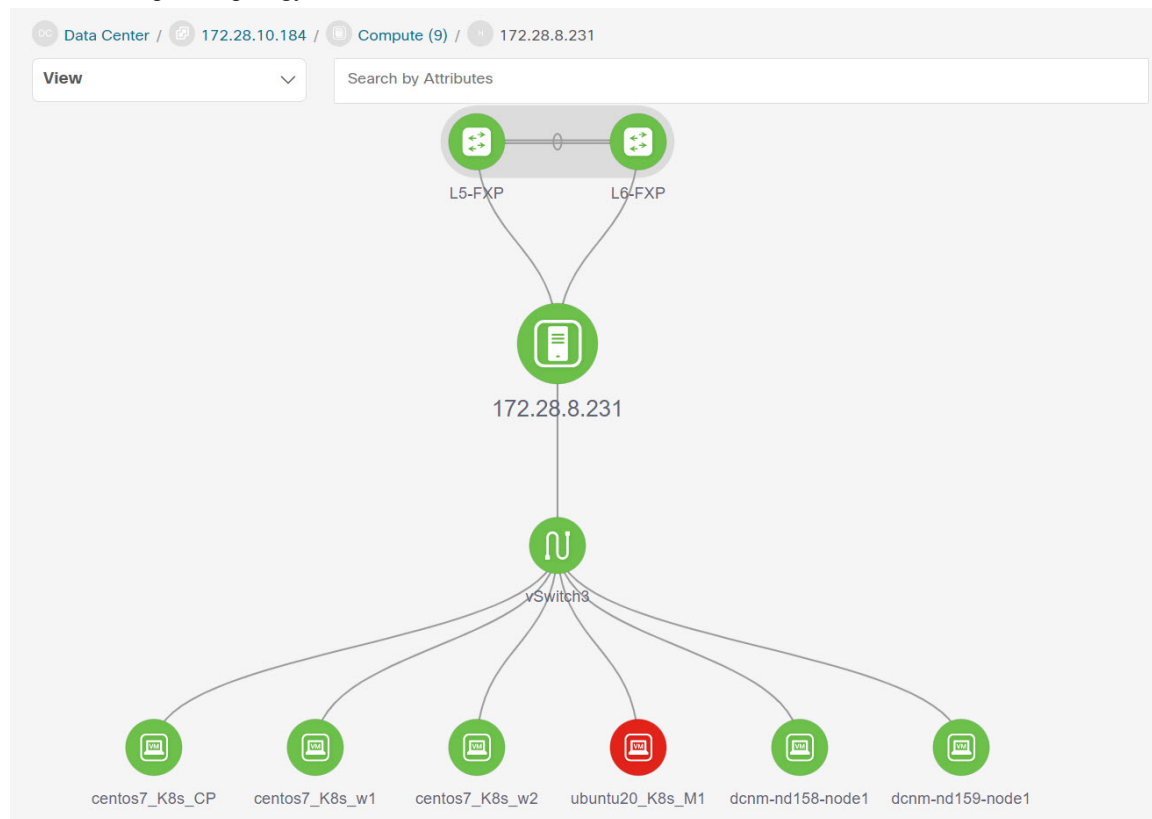 DC Data Center / 172.28.10.184 / Compute (9) / H 172.28.8.231
View Search by Attributes
L5-FXP L6-FXP
172.28.8.231
vSwitch3
VM VM VM VM VM VM
centos7_K8s_CP centos7_K8s_w1 centos7_K8s_w2 ubuntu20_K8s_M1 dcnm-nd158-node1 dcnm-nd159-node1